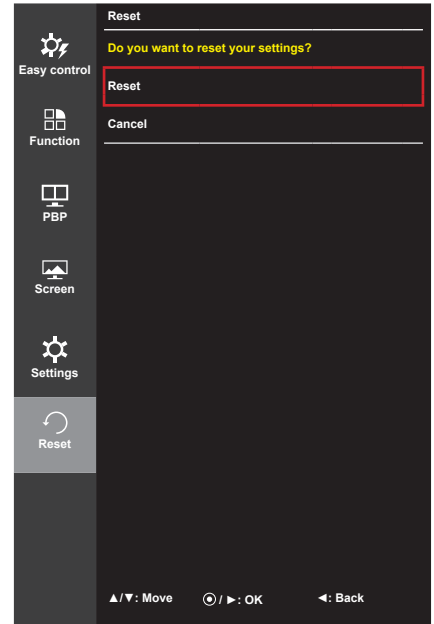 Reset
Do you want to reset your settings?
Reset
Cancel
Easy control
Function
PBP
Screen
Settings
Reset
▲/▼: Move ⦿ / ►: OK ◄: Back